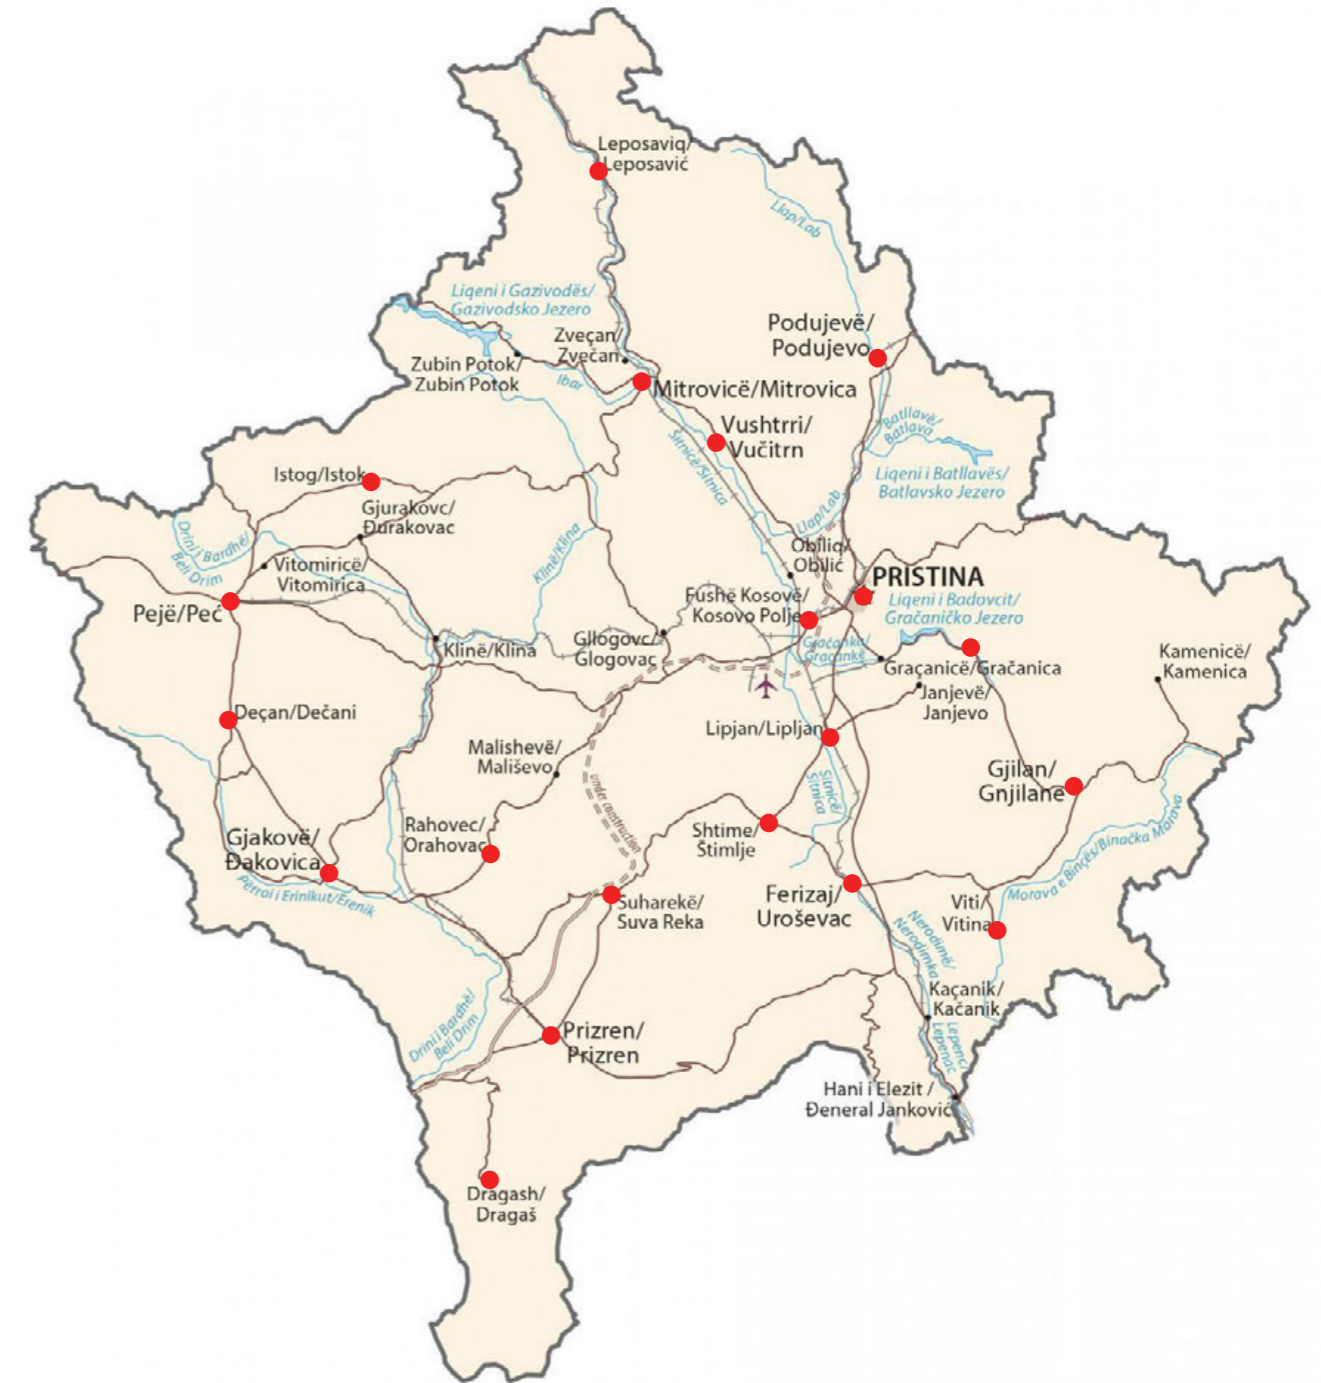 Leposaviq/
Leposavić
Llap/Lab
Liqeni i Gazivodës/
Gazivodsko Jezero
Podujevë/
Podujevo
Zveçan/
Zvečan
Zubin Potok/
Zubin Potok
Ibar
Mitrovicë/Mitrovica
Vushtrri/
Vučitrn
Batllavë/
Batlava
Sitnicë/Sitnica
Istog/Istok
Liqeni i Batllavës/
Batlavsko Jezero
Gjurakovc/
Đurakovac
Llap/Lab
Drini i Bardhë/
Beli Drim
Klinë/Klina
Obiliq/
Obilić
Vitomiricë/
Vitomirica
PRISTINA
Fushë Kosovë/
Kosovo Polje
Liqeni i Badovcit/
Gračaničko Jezero
Pejë/Peć
Gllogovc/
Glogovac
Klinë/Klina
Gračanka/
Graçankë
Graçanicë/Gračanica
Kamenicë/
Kamenica
Janjevë/
Janjevo
Deçan/Dečani
Lipjan/Lipljan
Malishevë/
Mališevo
Gjilan/
Gnjilane
under construction
Sitnicë/
Sitnica
Gjakovë/
Đakovica
Rahovec/
Orahovac
Shtime/
Štimlje
Morava e Binçës/Binačka Morava
Përroi i Erinikut/Erenik
Ferizaj/
Uroševac
Suharekë/
Suva Reka
Viti/
Vitina
Nerodimë/
Nerodimka
Kaçanik/
Kačanik
Drini i Bardhë/
Beli Drim
Prizren/
Prizren
Lepenci/
Lepenac
Hani i Elezit /
Đeneral Janković
Dragash/
Dragaš